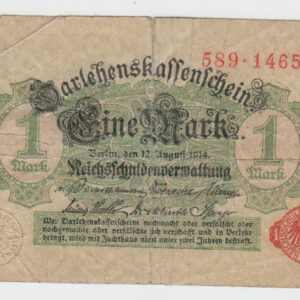 589·1465
Darlehenskassenschein
Eine Mark
1 Mark
1 Mark
Berlin, den 12. August 1914.
Reichsschuldenverwaltung
Wer Darlehenskassenscheine nachmacht oder verfälscht oder
nachgemachte oder verfälschte sich verschafft und in Verkehr
bringt, wird mit Zuchthaus nicht unter zwei Jahren bestraft.